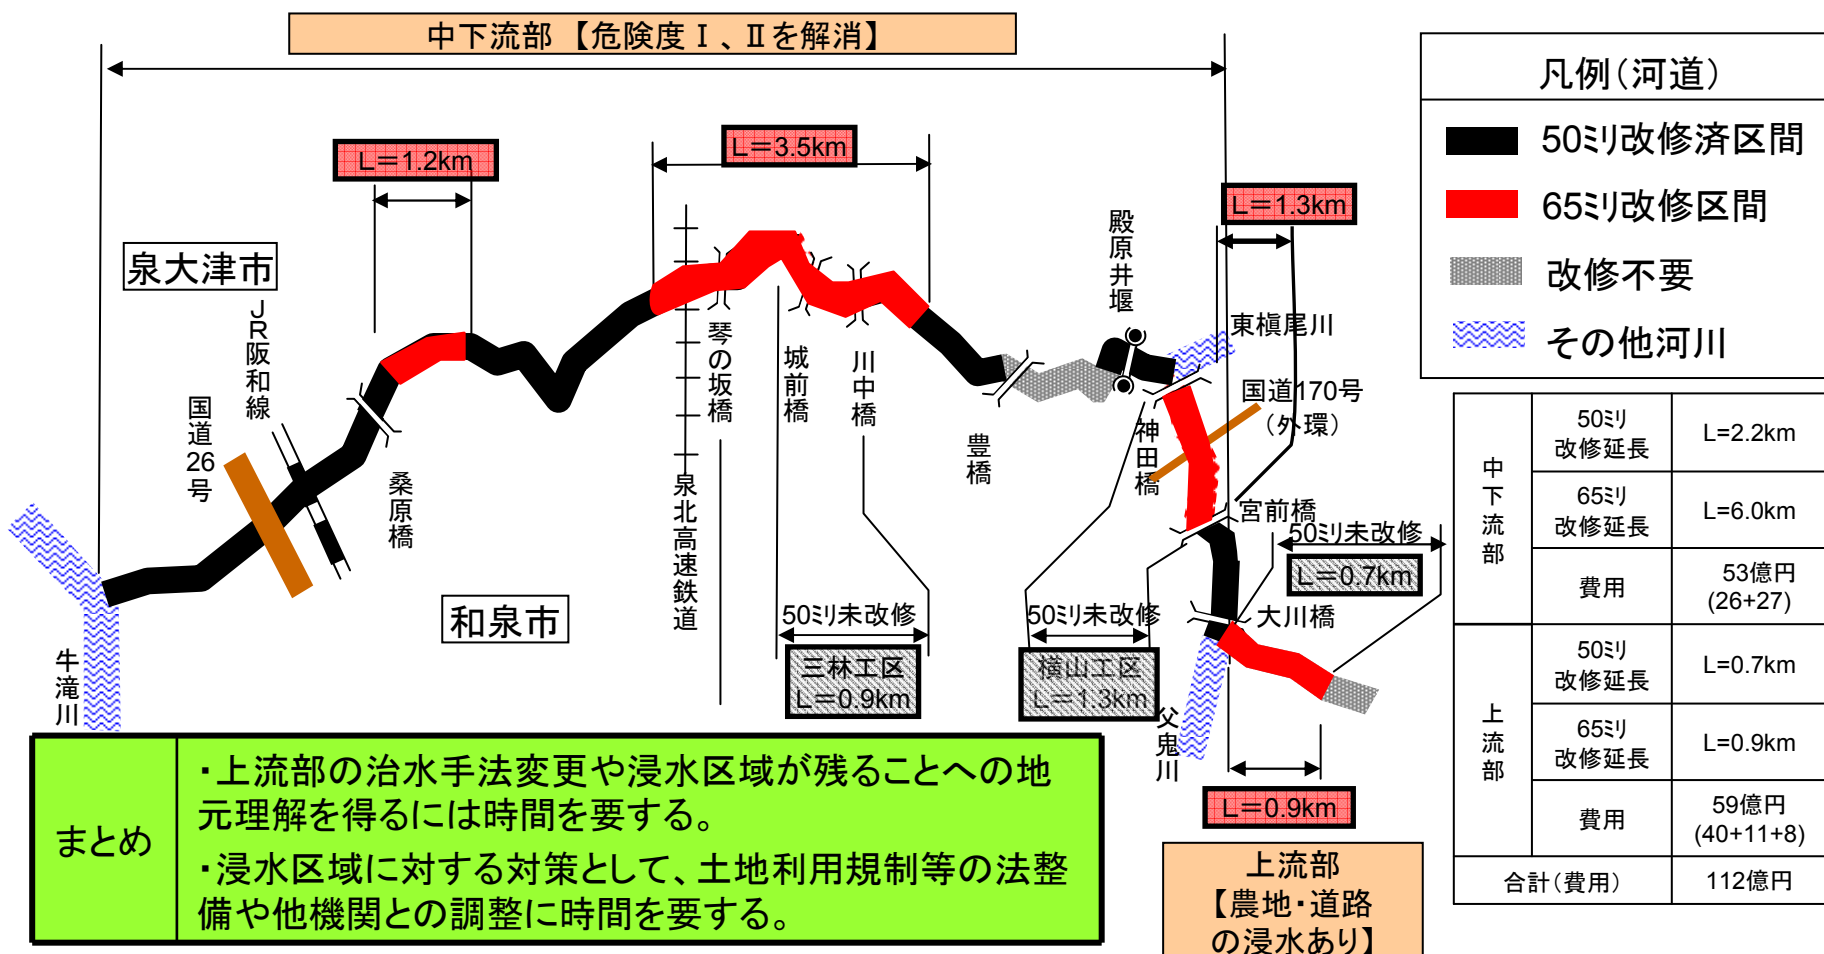 中下流部 【危険度Ⅰ、Ⅱを解消】
L=1.2km
L=3.5km
L=1.3km
泉大津市
JR阪和線
国道26号
桑原橋
泉北高速鉄道
琴の坂橋
城前橋
川中橋
豊橋
殿原井堰
神田橋
東槇尾川
国道170号
(外環)
宮前橋
50ミリ未改修
L=0.7km
大川橋
和泉市
牛滝川
50ミリ未改修
三林工区
L=0.9km
50ミリ未改修
横山工区
L=1.3km
父鬼川
L=0.9km
上流部
【農地・道路
の浸水あり】
まとめ
・上流部の治水手法変更や浸水区域が残ることへの地
元理解を得るには時間を要する。
・浸水区域に対する対策として、土地利用規制等の法整
備や他機関との調整に時間を要する。
凡例(河道)
50ミリ改修済区間
65ミリ改修区間
改修不要
その他河川
中下流部
50ミリ
改修延長
L=2.2km
65ミリ
改修延長
L=6.0km
費用
53億円
(26+27)
上流部
50ミリ
改修延長
L=0.7km
65ミリ
改修延長
L=0.9km
費用
59億円
(40+11+8)
合計(費用)
112億円